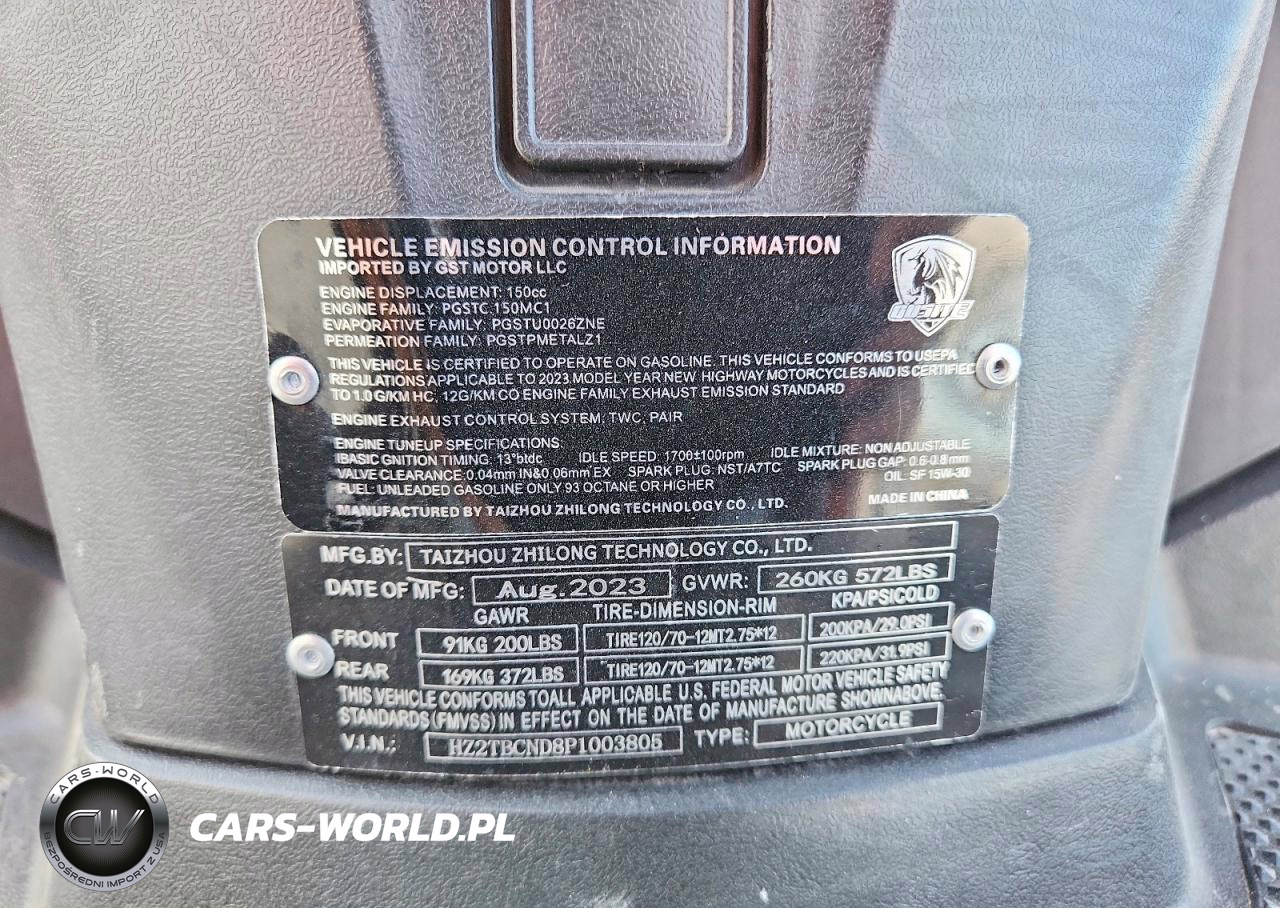 VEHICLE EMISSION CONTROL INFORMATION
IMPORTED BY GST MOTOR LLC
ENGINE DISPLACEMENT: 150cc
ENGINE FAMILY: PGSTC.150MC1
EVAPORATIVE FAMILY: PGSTU0026ZNE
PERMEATION FAMILY: PGSTPMETALZ1
THIS VEHICLE IS CERTIFIED TO OPERATE ON GASOLINE. THIS VEHICLE CONFORMS TO USEPA
REGULATIONS APPLICABLE TO 2023 MODEL YEAR NEW HIGHWAY MOTORCYCLES AND IS CERTIFIED
TO 1.0 G/KM HC, 12G/KM CO ENGINE FAMILY EXHAUST EMISSION STANDARD
ENGINE EXHAUST CONTROL SYSTEM: TWC, PAIR
ENGINE TUNEUP SPECIFICATIONS:
IBASIC GNITION TIMING: 13°btdc IDLE SPEED: 1700±100rpm IDLE MIXTURE: NON ADJUSTABLE
VALVE CLEARANCE:0.04mm IN&0.06mm EX SPARK PLUG: NST/A7TC SPARK PLUG GAP: 0.6-0.8 mm
FUEL: UNLEADED GASOLINE ONLY 93 OCTANE OR HIGHER OIL: SF 15W-30
MANUFACTURED BY TAIZHOU ZHILONG TECHNOLOGY CO., LTD. MADE IN CHINA
MFG.BY: TAIZHOU ZHILONG TECHNOLOGY CO., LTD.
DATE OF MFG: Aug.2023 GVWR: 260KG 572LBS
GAWR TIRE-DIMENSION-RIM KPA/PSICOLD
FRONT 91KG 200LBS TIRE120/70-12MT2.75*12 200KPA/29.0PSI
REAR 169KG 372LBS TIRE120/70-12MT2.75*12 220KPA/31.9PSI
THIS VEHICLE CONFORMS TOALL APPLICABLE U.S. FEDERAL MOTOR VEHICLE SAFETY
STANDARDS(FMVSS) IN EFFECT ON THE DATE OF MANUFACTURE SHOWNABOVE
V.I.N.: HZ2TBCND8P1003805 TYPE: MOTORCYCLE
CARS-WORLD
CW
BEZPOŚREDNI IMPORT Z USA
CARS-WORLD.PL